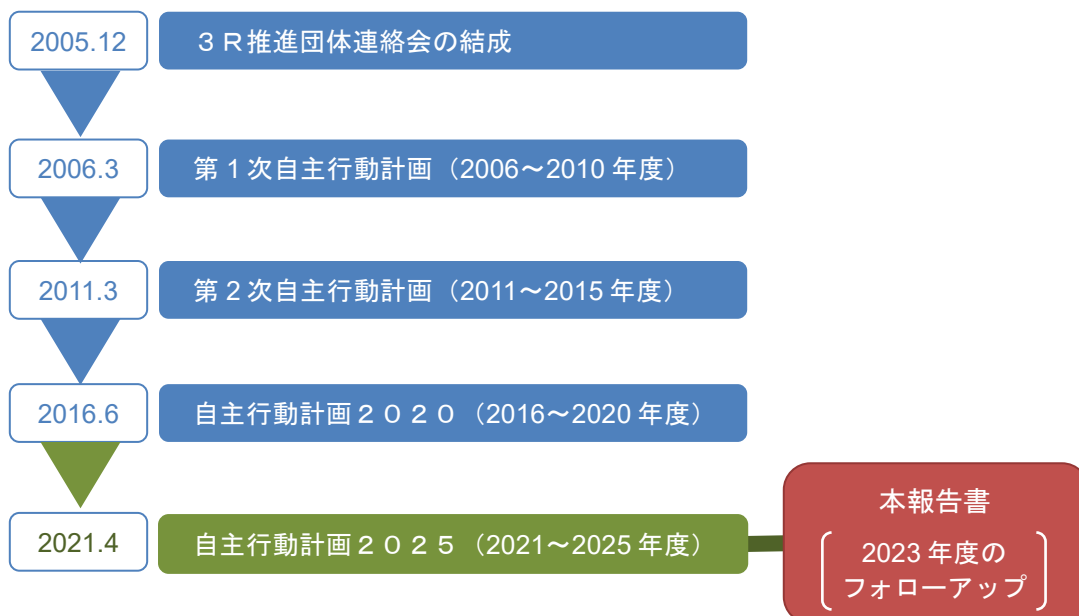 2005.12
３Ｒ推進団体連絡会の結成
2006.3
第１次自主行動計画（2006～2010 年度）
2011.3
第２次自主行動計画（2011～2015 年度）
2016.6
自主行動計画２０２０（2016～2020 年度）
2021.4
自主行動計画２０２５（2021～2025 年度）
本報告書
2023 年度の
フォローアップ